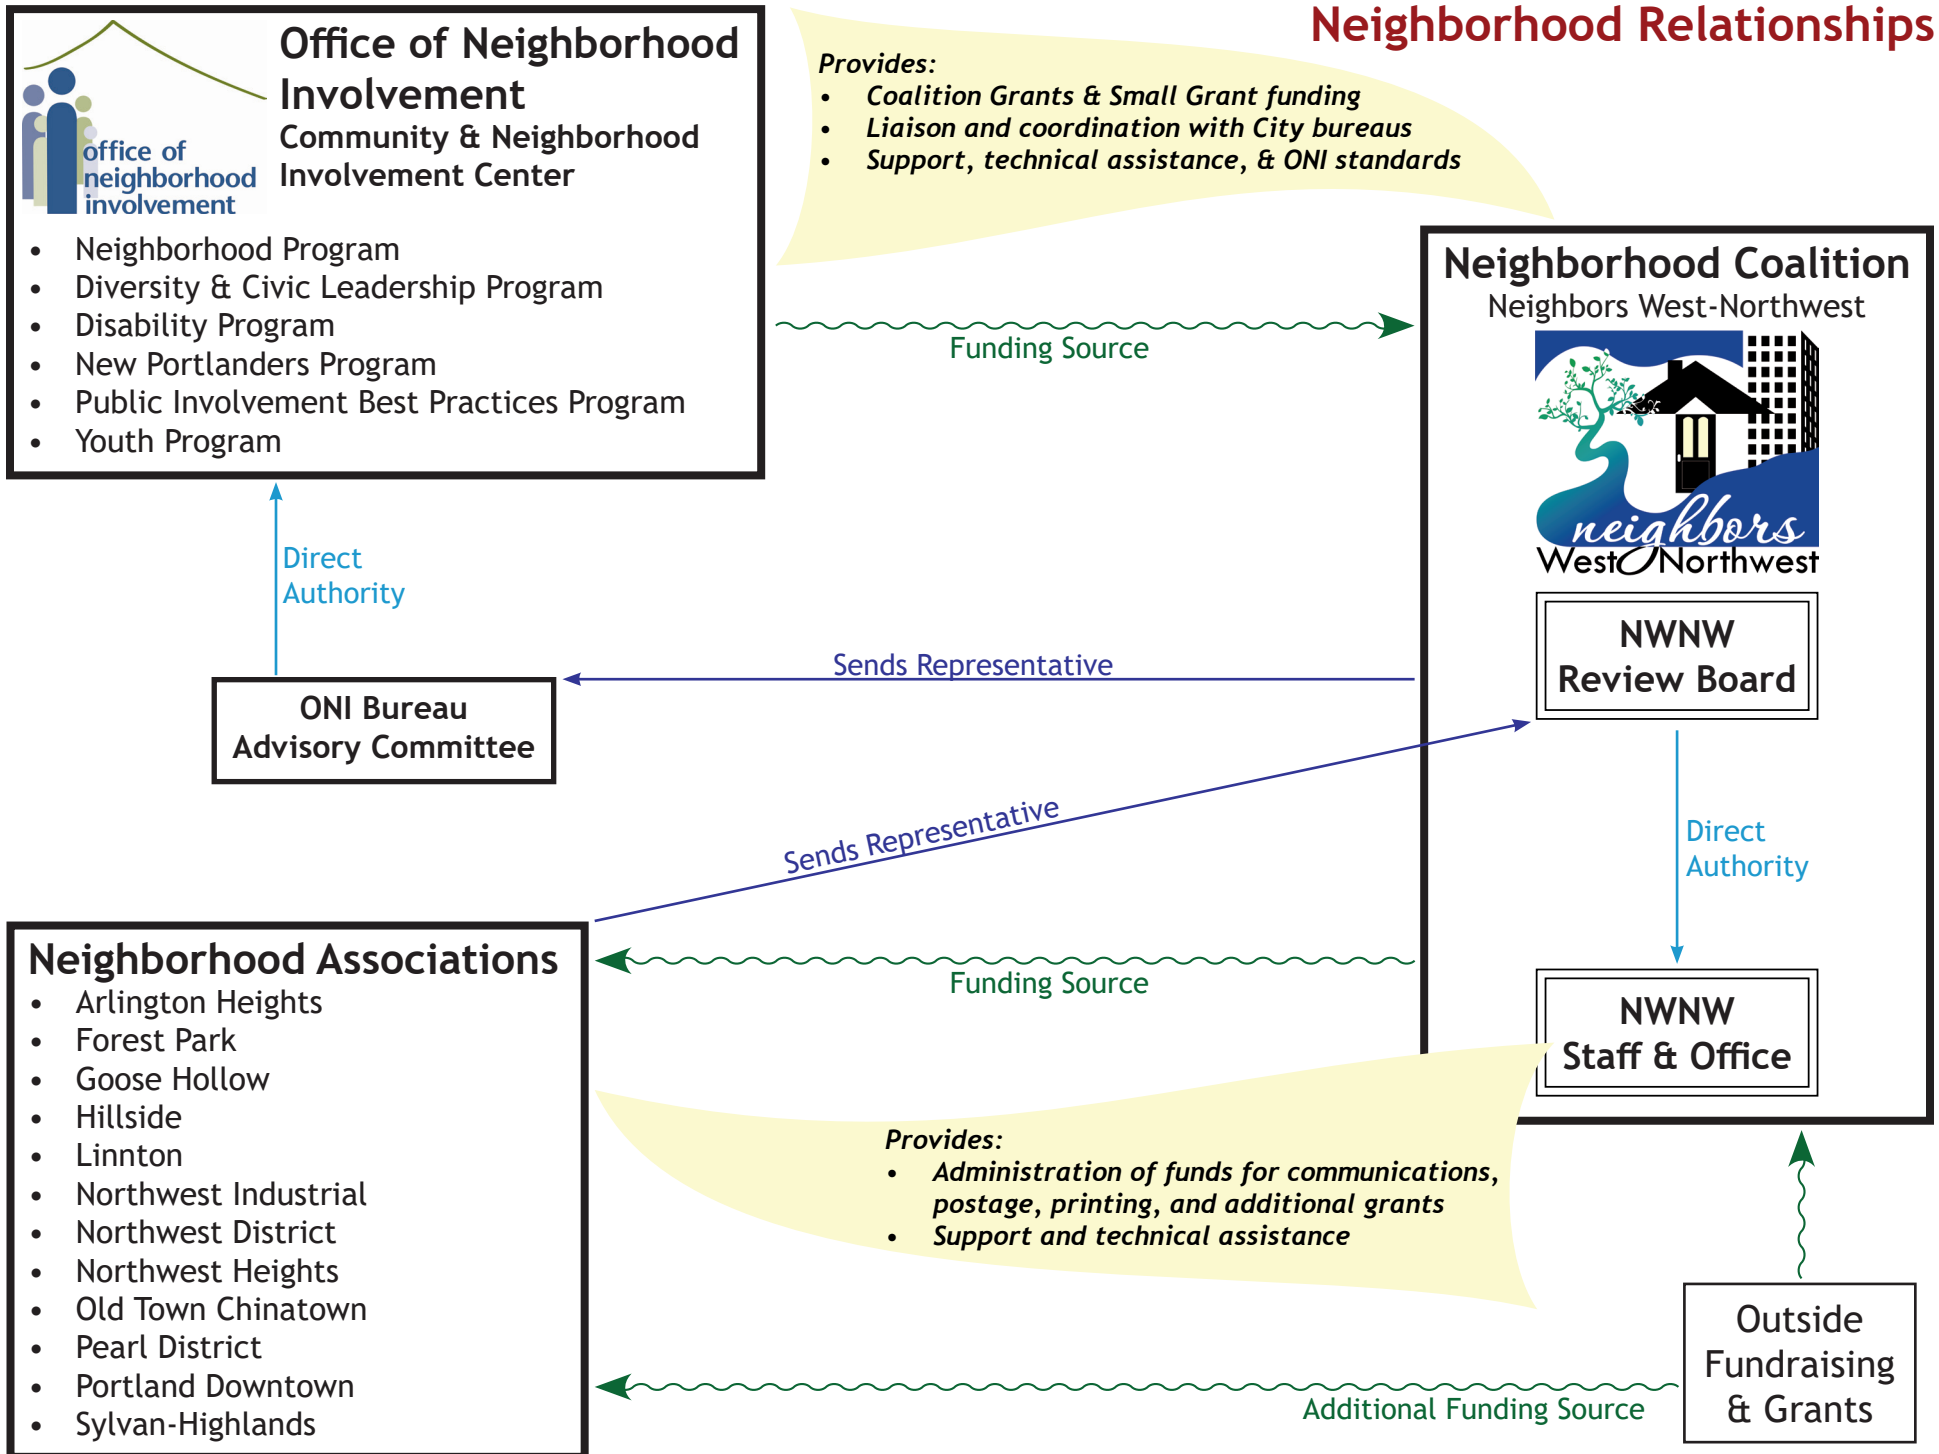 Neighborhood Relationships
Office of Neighborhood
Involvement
Community & Neighborhood
Involvement Center
office of
neighborhood
involvement
• Neighborhood Program
• Diversity & Civic Leadership Program
• Disability Program
• New Portlanders Program
• Public Involvement Best Practices Program
• Youth Program
Provides:
• Coalition Grants & Small Grant funding
• Liaison and coordination with City bureaus
• Support, technical assistance, & ONI standards
Funding Source
Neighborhood Coalition
Neighbors West-Northwest
neighbors
West Northwest
NWNW
Review Board
Direct
Authority
NWNW
Staff & Office
Direct
Authority
ONI Bureau
Advisory Committee
Sends Representative
Sends Representative
Funding Source
Neighborhood Associations
• Arlington Heights
• Forest Park
• Goose Hollow
• Hillside
• Linnton
• Northwest Industrial
• Northwest District
• Northwest Heights
• Old Town Chinatown
• Pearl District
• Portland Downtown
• Sylvan-Highlands
Provides:
• Administration of funds for communications,
postage, printing, and additional grants
• Support and technical assistance
Additional Funding Source
Outside
Fundraising
& Grants